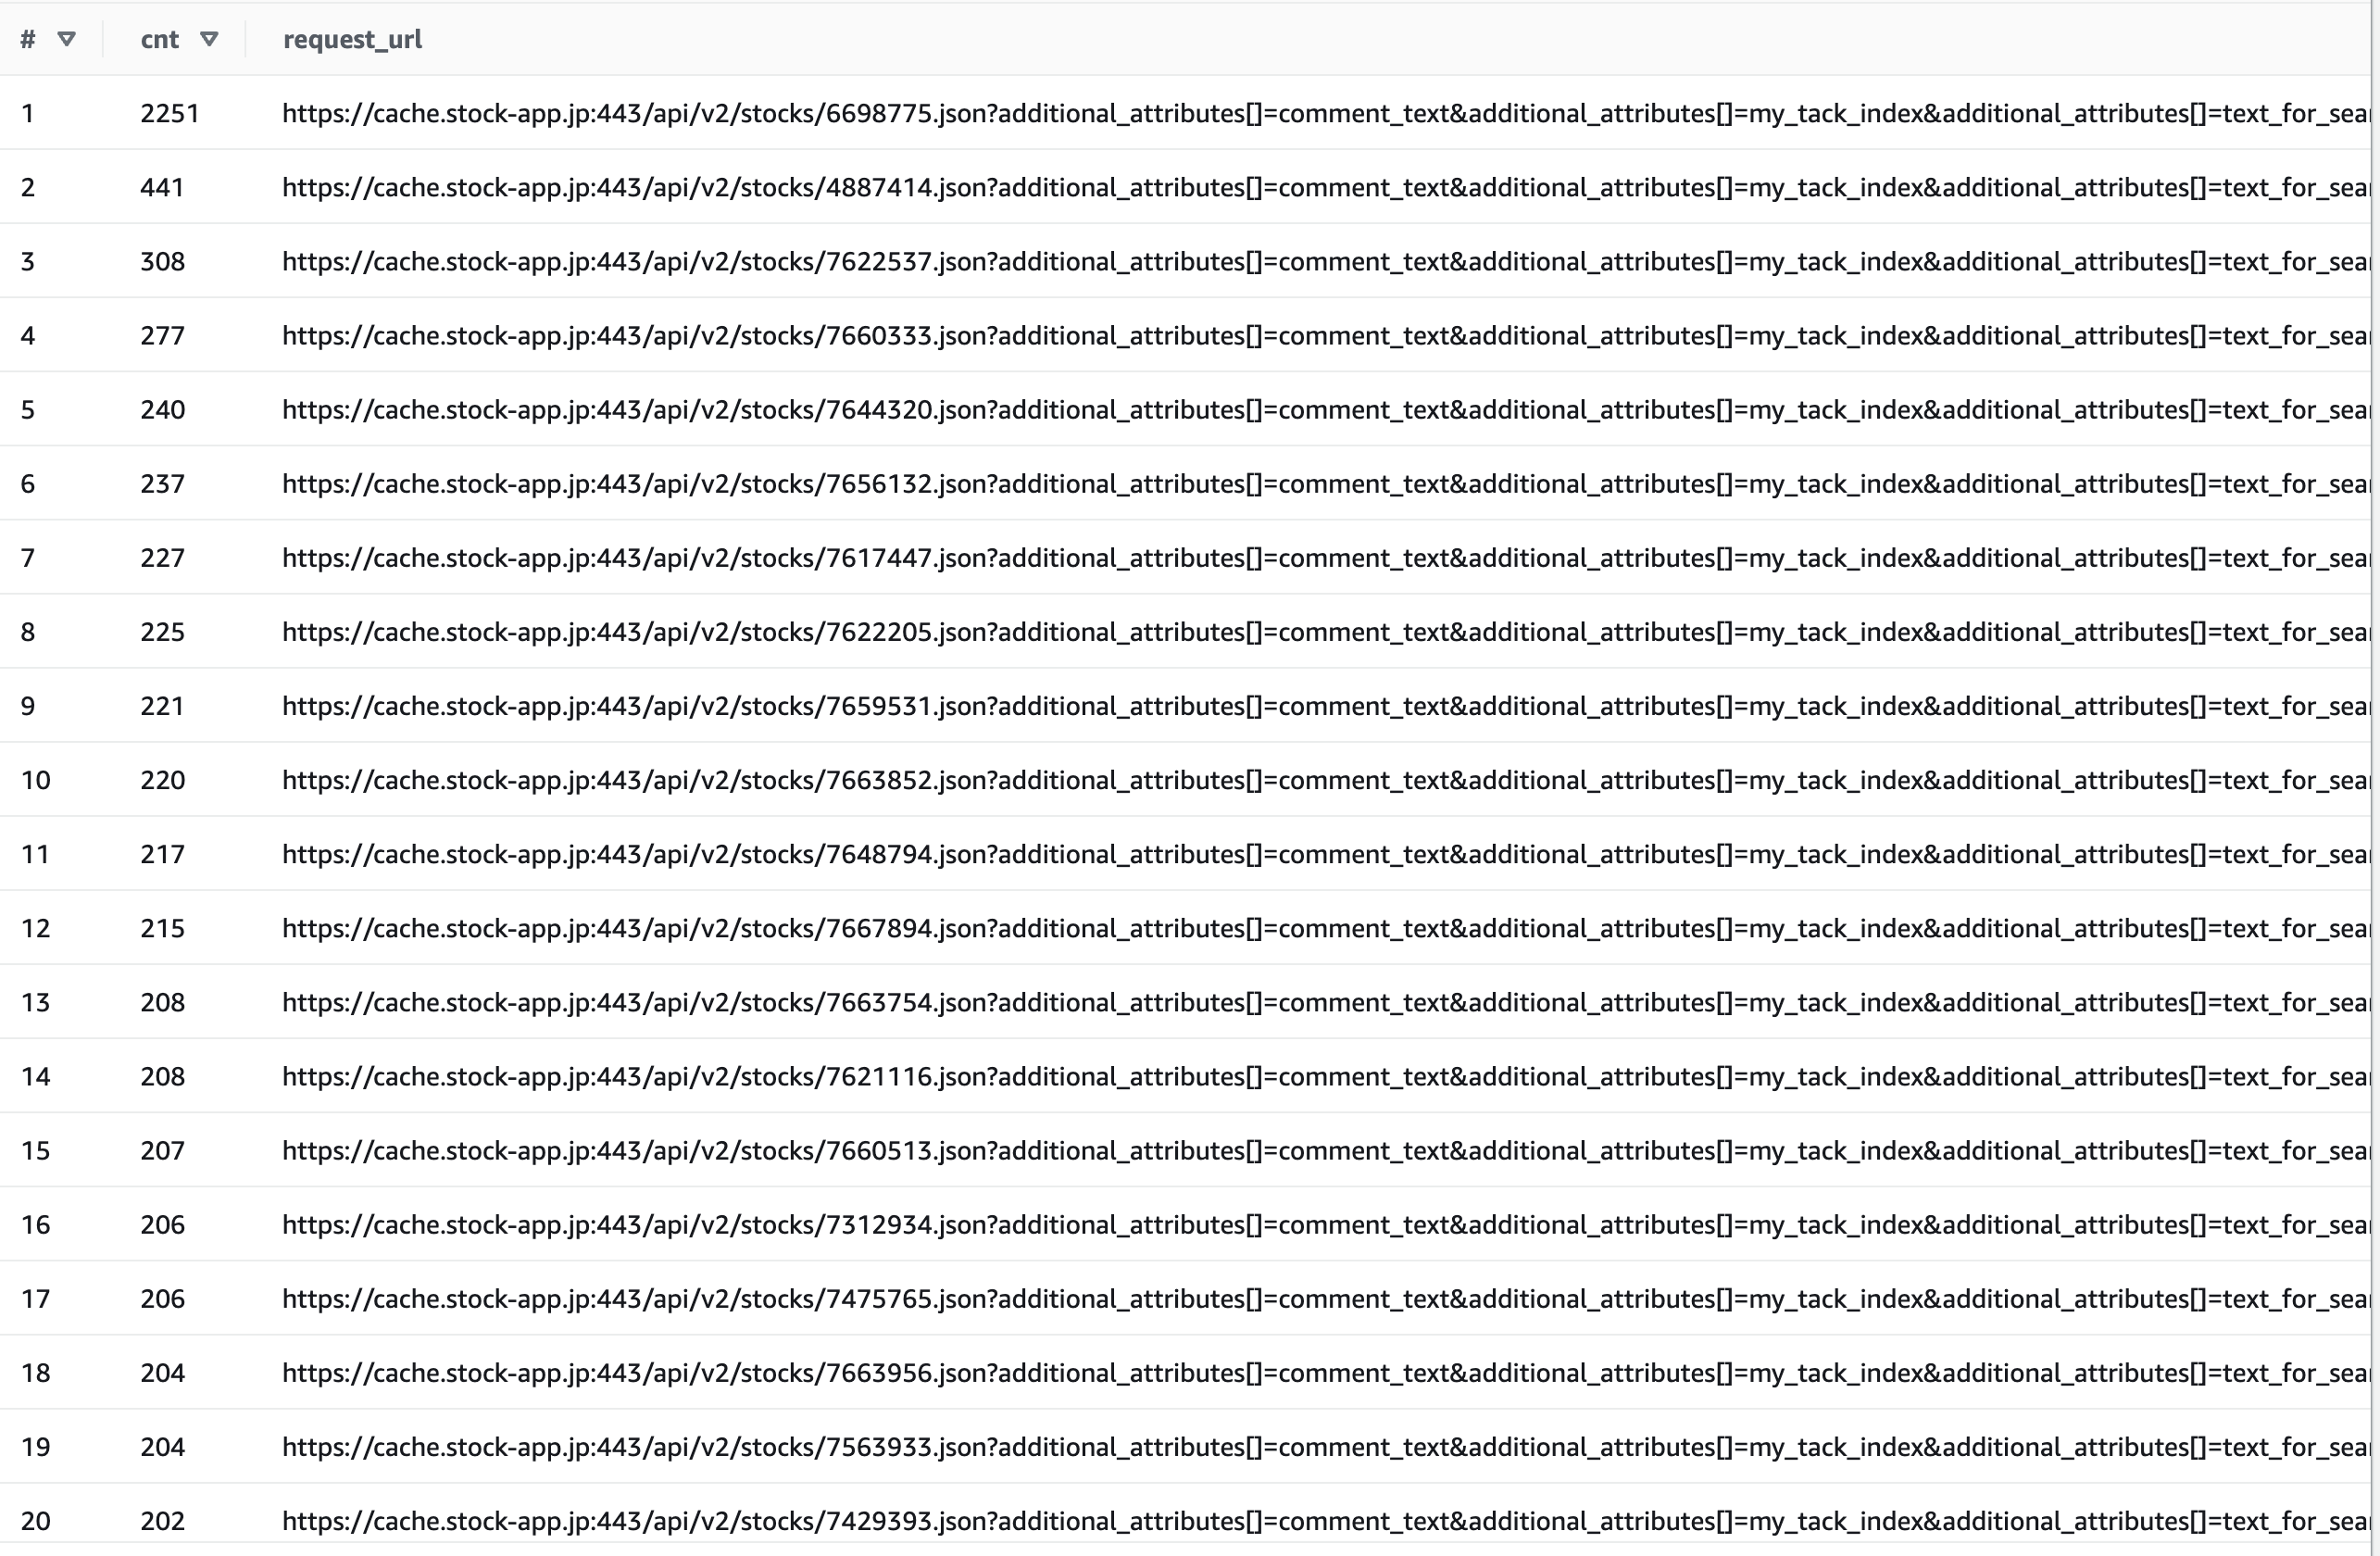 # cnt request_url
1 2251 https://cache.stock-app.jp:443/api/v2/stocks/6698775.json?additional_attributes[]=comment_text&additional_attributes[]=my_tack_index&additional_attributes[]=text_for_sea
2 441 https://cache.stock-app.jp:443/api/v2/stocks/4887414.json?additional_attributes[]=comment_text&additional_attributes[]=my_tack_index&additional_attributes[]=text_for_sea
3 308 https://cache.stock-app.jp:443/api/v2/stocks/7622537.json?additional_attributes[]=comment_text&additional_attributes[]=my_tack_index&additional_attributes[]=text_for_sea
4 277 https://cache.stock-app.jp:443/api/v2/stocks/7660333.json?additional_attributes[]=comment_text&additional_attributes[]=my_tack_index&additional_attributes[]=text_for_sea
5 240 https://cache.stock-app.jp:443/api/v2/stocks/7644320.json?additional_attributes[]=comment_text&additional_attributes[]=my_tack_index&additional_attributes[]=text_for_sea
6 237 https://cache.stock-app.jp:443/api/v2/stocks/7656132.json?additional_attributes[]=comment_text&additional_attributes[]=my_tack_index&additional_attributes[]=text_for_sea
7 227 https://cache.stock-app.jp:443/api/v2/stocks/7617447.json?additional_attributes[]=comment_text&additional_attributes[]=my_tack_index&additional_attributes[]=text_for_sea
8 225 https://cache.stock-app.jp:443/api/v2/stocks/7622205.json?additional_attributes[]=comment_text&additional_attributes[]=my_tack_index&additional_attributes[]=text_for_sea
9 221 https://cache.stock-app.jp:443/api/v2/stocks/7659531.json?additional_attributes[]=comment_text&additional_attributes[]=my_tack_index&additional_attributes[]=text_for_sea
10 220 https://cache.stock-app.jp:443/api/v2/stocks/7663852.json?additional_attributes[]=comment_text&additional_attributes[]=my_tack_index&additional_attributes[]=text_for_sea
11 217 https://cache.stock-app.jp:443/api/v2/stocks/7648794.json?additional_attributes[]=comment_text&additional_attributes[]=my_tack_index&additional_attributes[]=text_for_sea
12 215 https://cache.stock-app.jp:443/api/v2/stocks/7667894.json?additional_attributes[]=comment_text&additional_attributes[]=my_tack_index&additional_attributes[]=text_for_sea
13 208 https://cache.stock-app.jp:443/api/v2/stocks/7663754.json?additional_attributes[]=comment_text&additional_attributes[]=my_tack_index&additional_attributes[]=text_for_sea
14 208 https://cache.stock-app.jp:443/api/v2/stocks/7621116.json?additional_attributes[]=comment_text&additional_attributes[]=my_tack_index&additional_attributes[]=text_for_sea
15 207 https://cache.stock-app.jp:443/api/v2/stocks/7660513.json?additional_attributes[]=comment_text&additional_attributes[]=my_tack_index&additional_attributes[]=text_for_sea
16 206 https://cache.stock-app.jp:443/api/v2/stocks/7312934.json?additional_attributes[]=comment_text&additional_attributes[]=my_tack_index&additional_attributes[]=text_for_sea
17 206 https://cache.stock-app.jp:443/api/v2/stocks/7475765.json?additional_attributes[]=comment_text&additional_attributes[]=my_tack_index&additional_attributes[]=text_for_sea
18 204 https://cache.stock-app.jp:443/api/v2/stocks/7663956.json?additional_attributes[]=comment_text&additional_attributes[]=my_tack_index&additional_attributes[]=text_for_sea
19 204 https://cache.stock-app.jp:443/api/v2/stocks/7563933.json?additional_attributes[]=comment_text&additional_attributes[]=my_tack_index&additional_attributes[]=text_for_sea
20 202 https://cache.stock-app.jp:443/api/v2/stocks/7429393.json?additional_attributes[]=comment_text&additional_attributes[]=my_tack_index&additional_attributes[]=text_for_sea